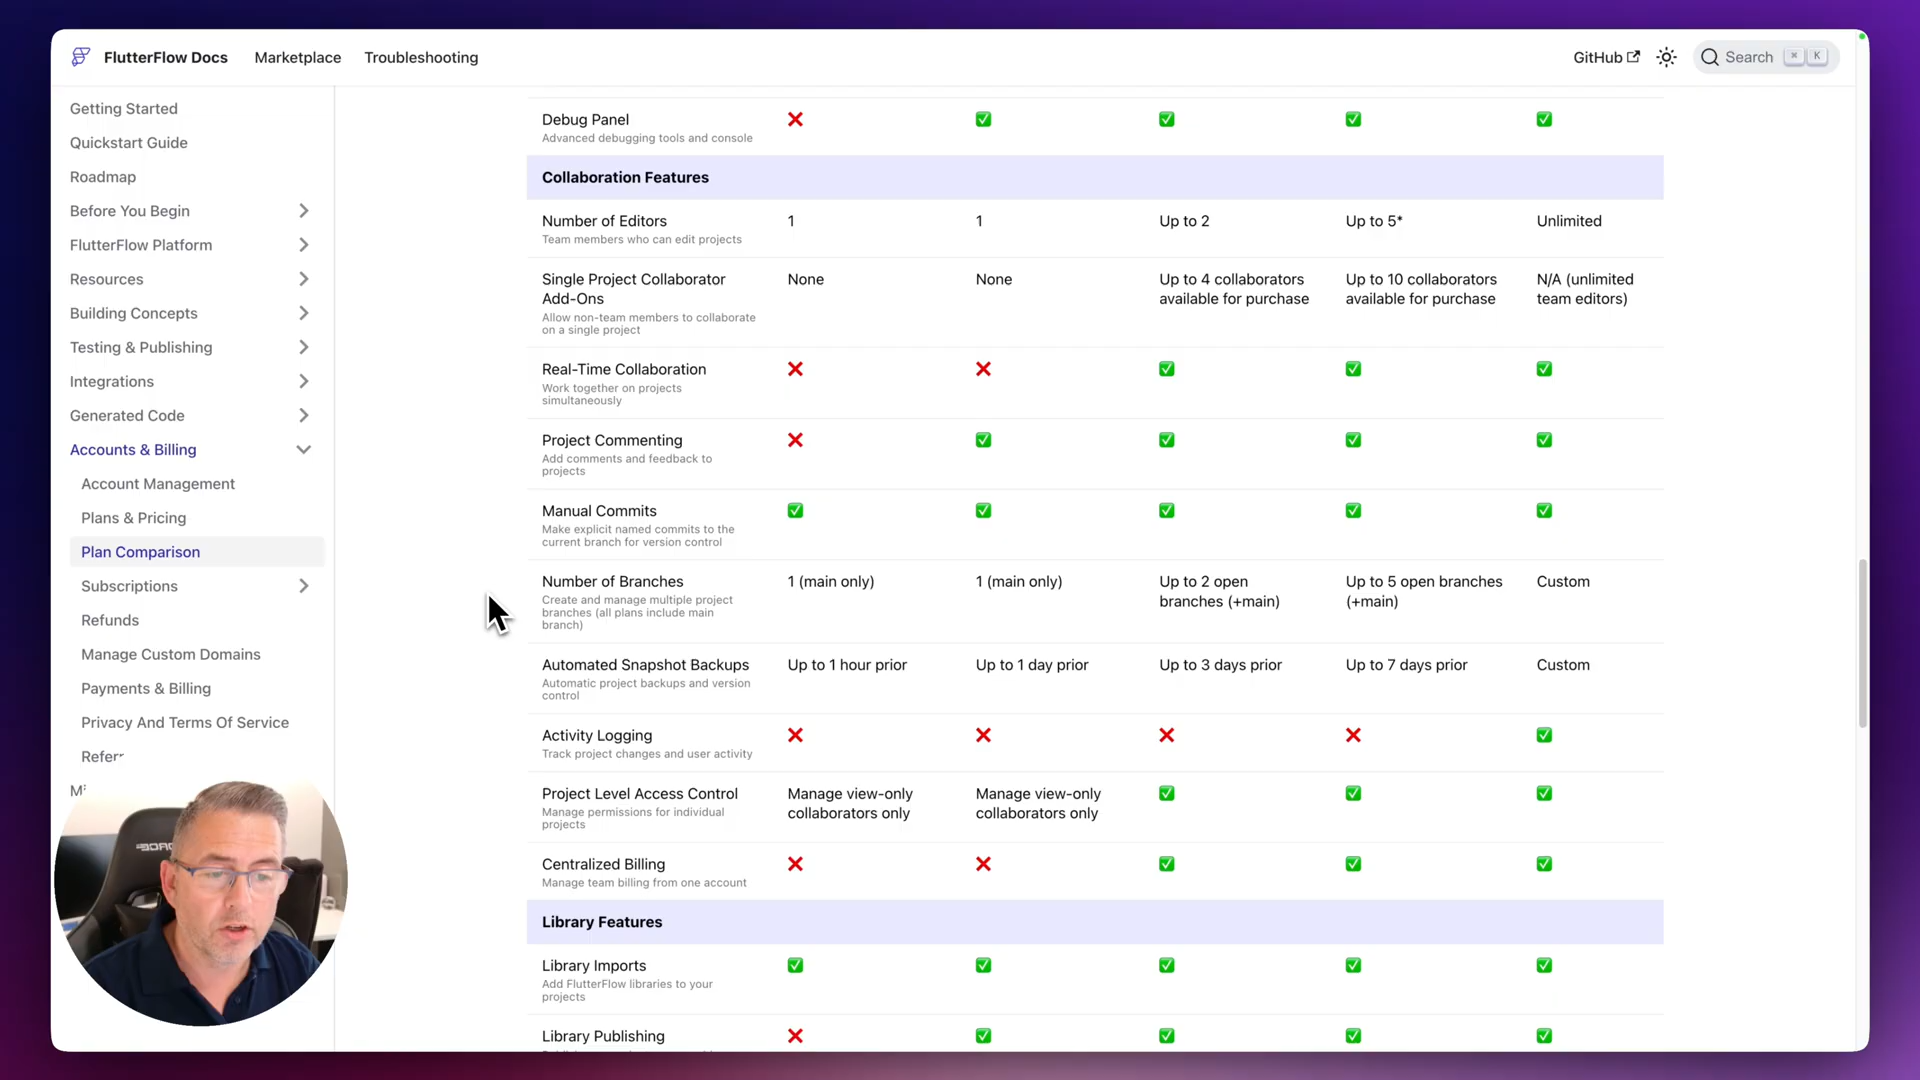 FlutterFlow Docs Marketplace Troubleshooting GitHub Search ⌘ K
Getting Started
Quickstart Guide
Roadmap
Before You Begin
FlutterFlow Platform
Resources
Building Concepts
Testing & Publishing
Integrations
Generated Code
Accounts & Billing
Account Management
Plans & Pricing
Plan Comparison
Subscriptions
Refunds
Manage Custom Domains
Payments & Billing
Privacy And Terms Of Service
Debug Panel ❌ ✅ ✅ ✅ ✅
Advanced debugging tools and console
Collaboration Features
Number of Editors 1 1 Up to 2 Up to 5* Unlimited
Team members who can edit projects
Single Project Collaborator None None Up to 4 collaborators Up to 10 collaborators N/A (unlimited
Add-Ons available for purchase available for purchase team editors)
Allow non-team members to collaborate
on a single project
Real-Time Collaboration ❌ ❌ ✅ ✅ ✅
Work together on projects
simultaneously
Project Commenting ❌ ✅ ✅ ✅ ✅
Add comments and feedback to
projects
Manual Commits ✅ ✅ ✅ ✅ ✅
Make explicit named commits to the
current branch for version control
Number of Branches 1 (main only) 1 (main only) Up to 2 open Up to 5 open branches Custom
Create and manage multiple project branches (+main) (+main)
branches (all plans include main
branch)
Automated Snapshot Backups Up to 1 hour prior Up to 1 day prior Up to 3 days prior Up to 7 days prior Custom
Automatic project backups and version
control
Activity Logging ❌ ❌ ❌ ❌ ✅
Track project changes and user activity
Project Level Access Control Manage view-only Manage view-only ✅ ✅ ✅
Manage permissions for individual collaborators only collaborators only
projects
Centralized Billing ❌ ❌ ✅ ✅ ✅
Manage team billing from one account
Library Features
Library Imports ✅ ✅ ✅ ✅ ✅
Add FlutterFlow libraries to your
projects
Library Publishing ❌ ✅ ✅ ✅ ✅